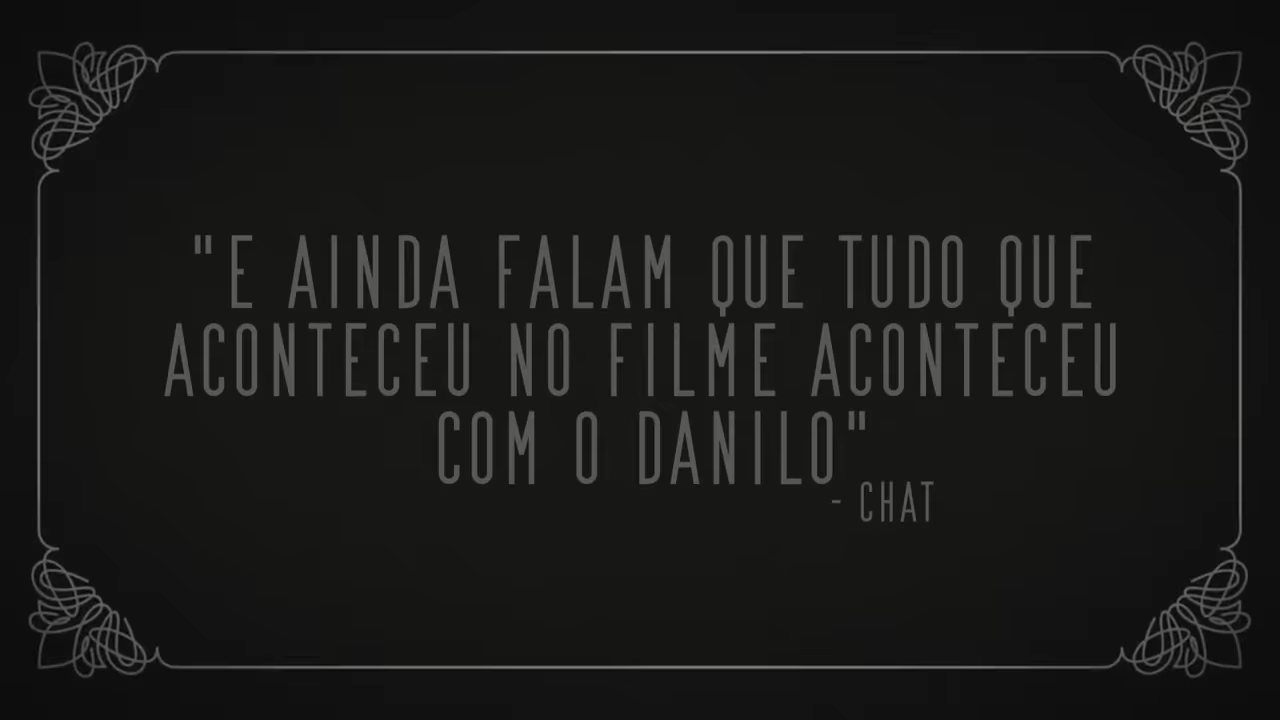 "E AINDA FALAM QUE TUDO QUE
ACONTECEU NO FILME ACONTECEU
COM O DANILO"
- CHAT